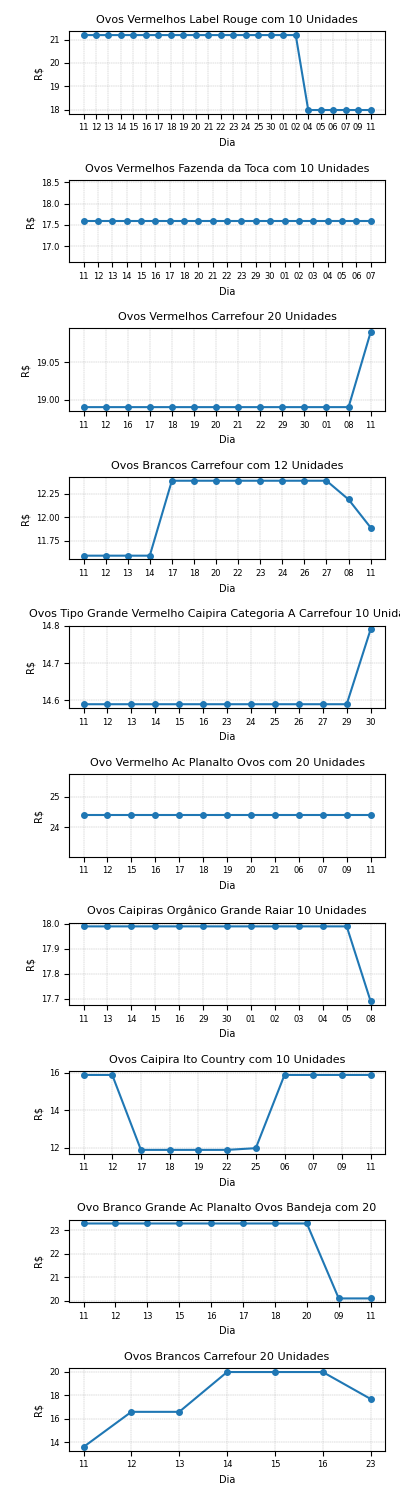 Ovos Vermelhos Label Rouge com 10 Unidades
21
20
19
18
R$
11 12 13 14 15 16 17 18 19 20 21 22 23 24 25 30 01 02 04 05 06 07 09 11
Dia
Ovos Vermelhos Fazenda da Toca com 10 Unidades
18.5
18.0
17.5
17.0
R$
11 12 13 14 15 16 17 18 20 21 22 23 29 30 01 02 03 04 05 06 07
Dia
Ovos Vermelhos Carrefour 20 Unidades
19.05
19.00
R$
11 12 16 17 18 19 20 21 22 29 30 01 08 11
Dia
Ovos Brancos Carrefour com 12 Unidades
12.25
12.00
11.75
R$
11 12 13 14 17 18 20 22 23 24 26 27 08 11
Dia
Ovos Tipo Grande Vermelho Caipira Categoria A Carrefour 10 Unida
14.8
14.7
14.6
R$
11 12 13 14 15 16 23 24 25 26 27 29 30
Dia
Ovo Vermelho Ac Planalto Ovos com 20 Unidades
25
24
R$
11 12 15 16 17 18 20 21 06 07 09 11
Dia
Ovos Caipiras Orgânico Grande Raiar 10 Unidades
18.0
17.9
17.8
17.7
R$
11 13 14 15 16 29 30 01 02 03 04 05 08
Dia
Ovos Caipira Ito Country com 10 Unidades
16
14
12
R$
11 12 17 18 19 22 25 06 07 09 11
Dia
Ovo Branco Grande Ac Planalto Ovos Bandeja com 20
23
22
21
20
R$
11 12 13 15 16 17 18 20 09 11
Dia
Ovos Brancos Carrefour 20 Unidades
20
18
16
14
R$
11 12 13 14 15 16 23
Dia